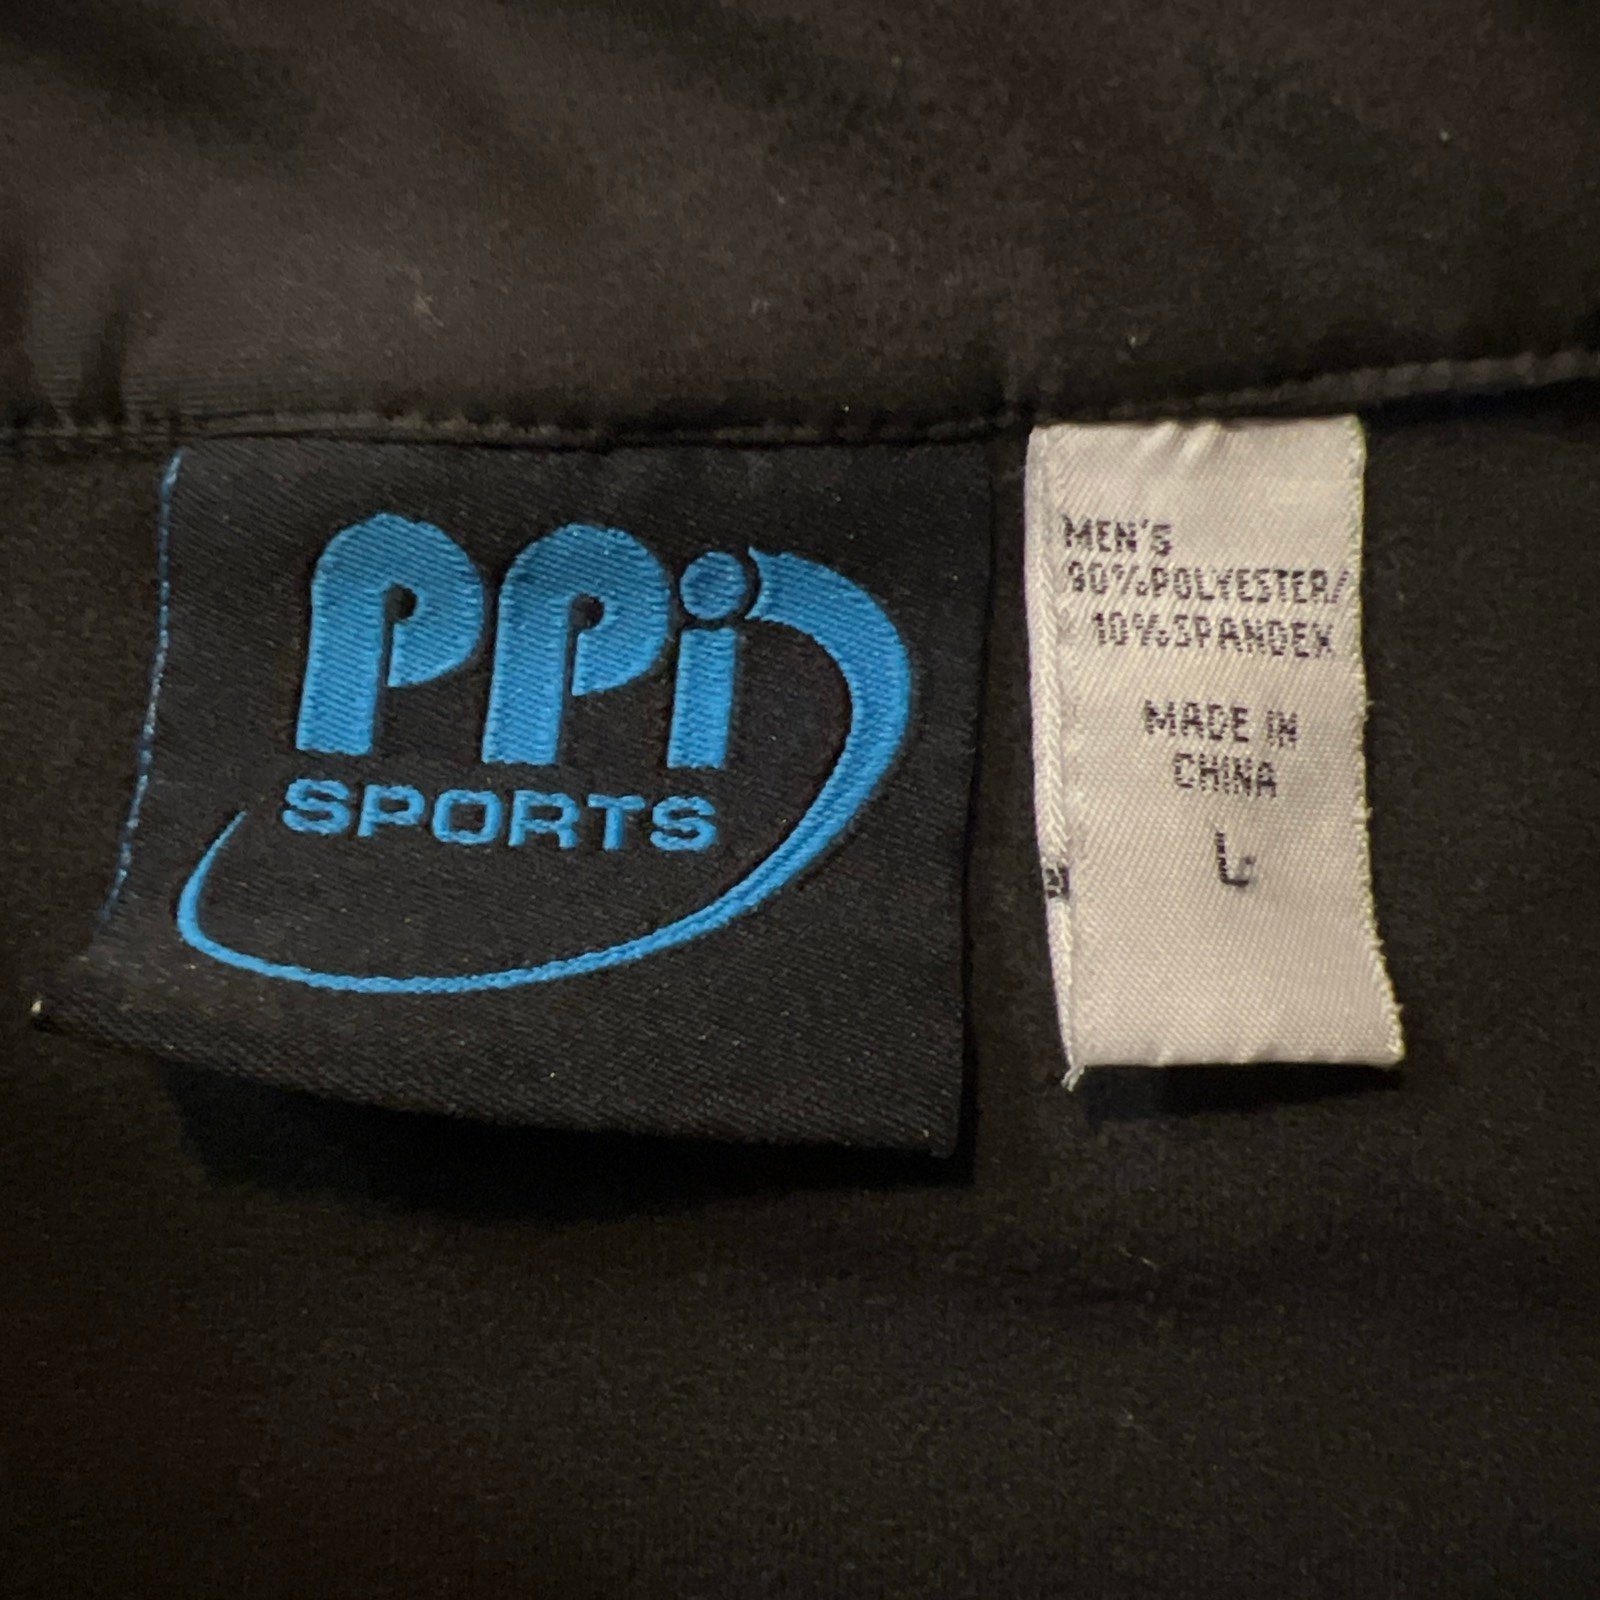 PPi
SPORTS
MEN'S
90%POLYESTER/
10%SPANDEX
MADE IN
CHINA
L